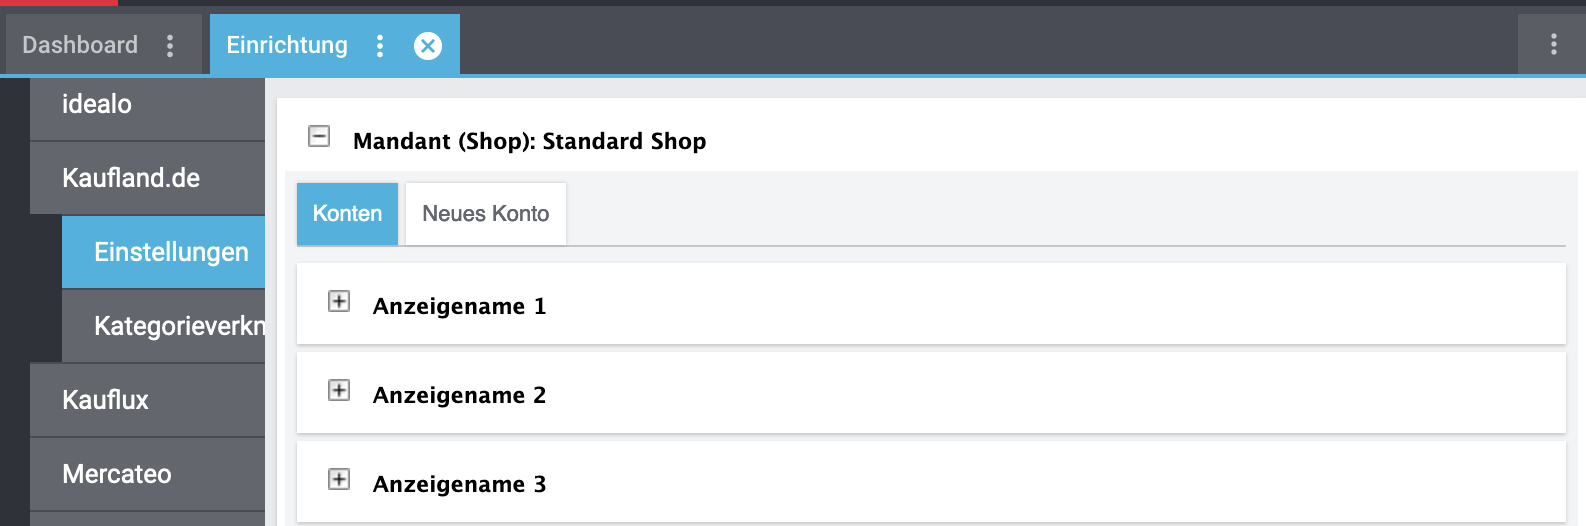 Dashboard
Einrichtung
idealo
Kaufland.de
Einstellungen
Kategorieverkn
Kauflux
Mercateo
Mandant (Shop): Standard Shop
Konten
Neues Konto
Anzeigename 1
Anzeigename 2
Anzeigename 3